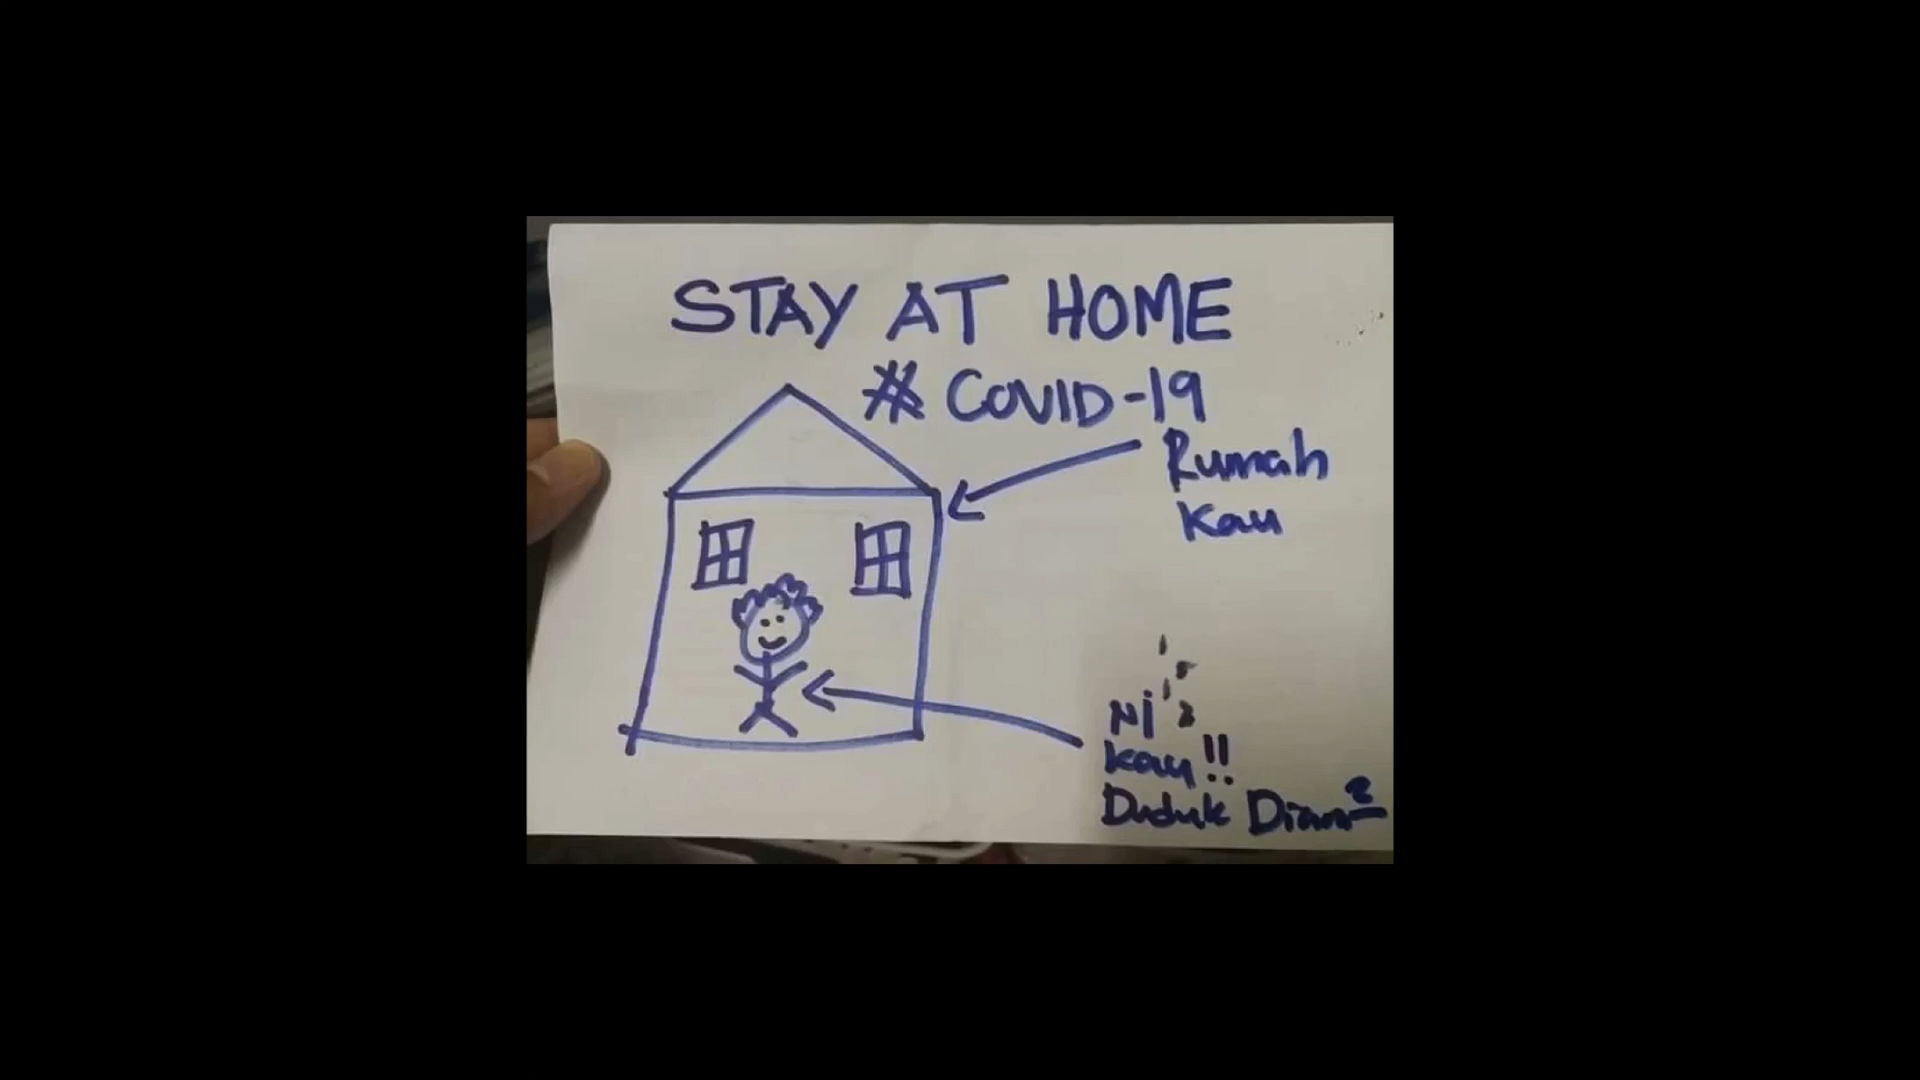 STAY AT HOME
# COVID-19
Rumah
Kau
Ni
Kau!!
Duduk Diam²